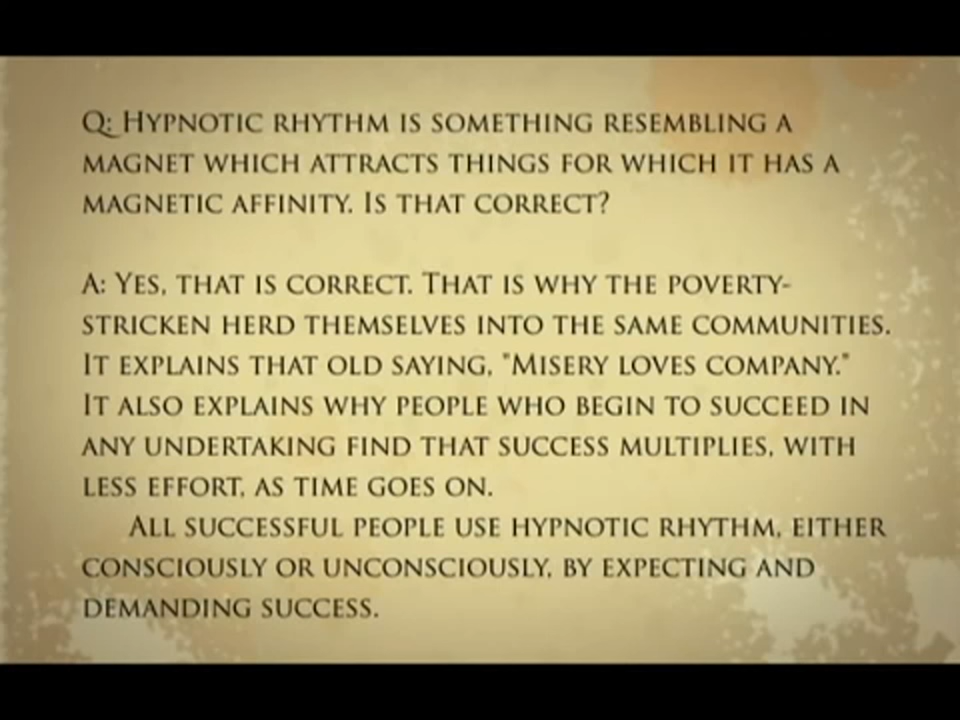 Q: Hypnotic rhythm is something resembling a
magnet which attracts things for which it has a
magnetic affinity. Is that correct?
A: Yes, that is correct. That is why the poverty-
stricken herd themselves into the same communities.
It explains that old saying, "Misery loves company."
It also explains why people who begin to succeed in
any undertaking find that success multiplies, with
less effort, as time goes on.
All successful people use hypnotic rhythm, either
consciously or unconsciously, by expecting and
demanding success.